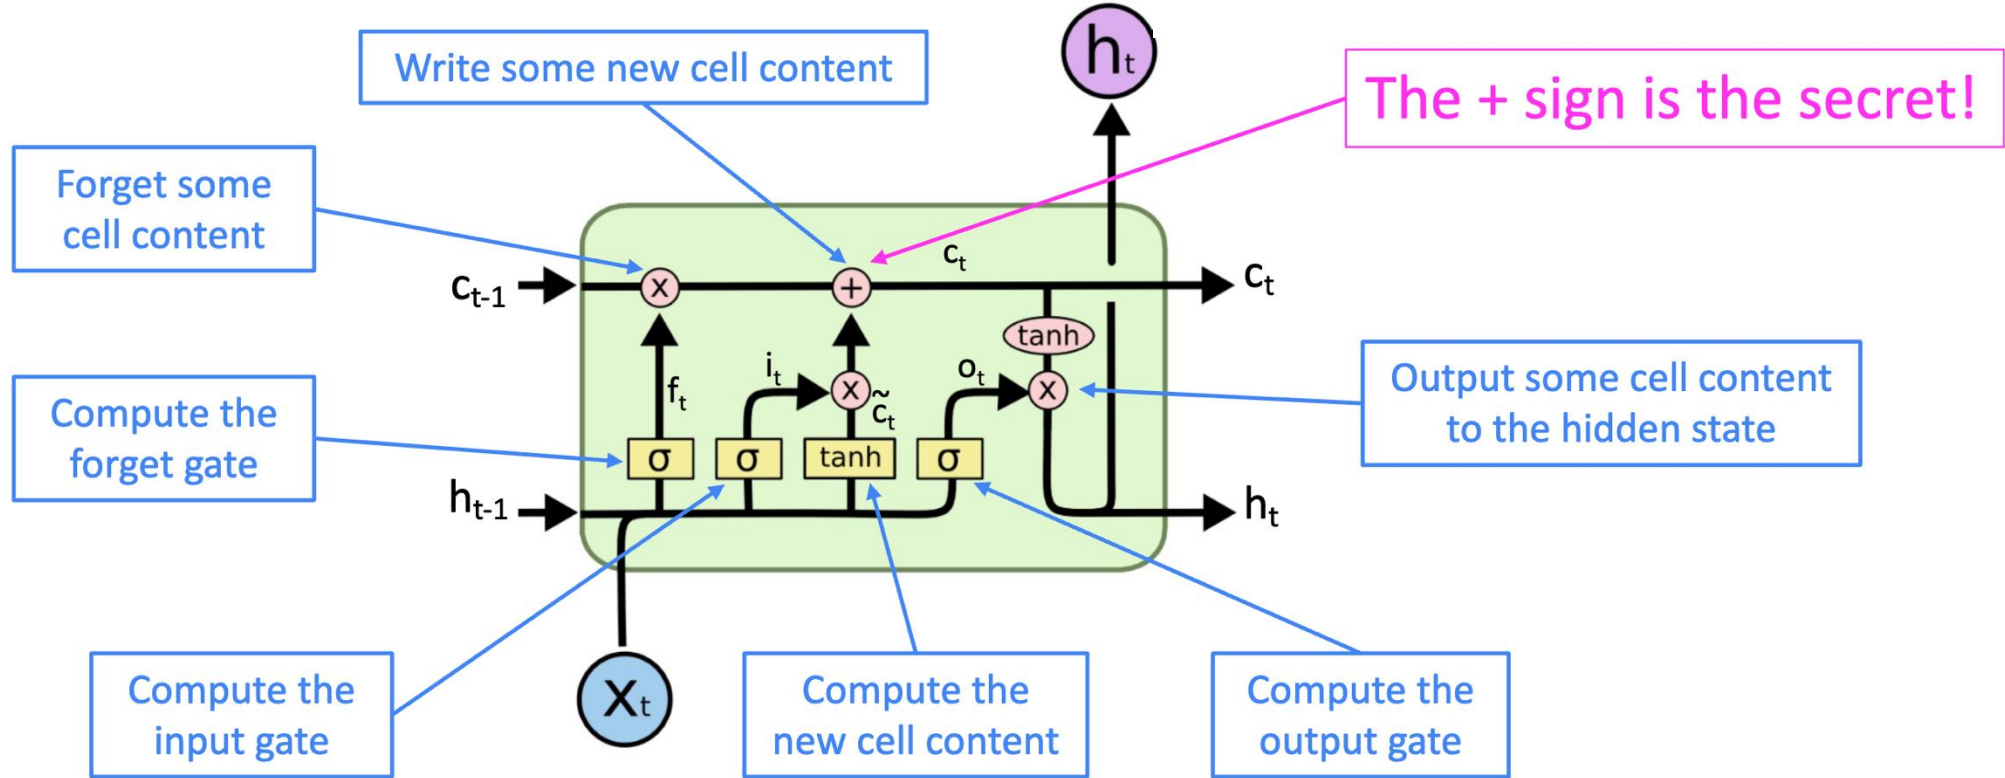 Write some new cell content
h_t
The + sign is the secret!
Forget some
cell content
c_t
c_{t-1}
x
+
c_t
tanh
i_t
o_t
f_t
x
c̃_t
x
Output some cell content
to the hidden state
Compute the
forget gate
σ
σ
tanh
σ
h_{t-1}
h_t
Compute the
input gate
X_t
Compute the
new cell content
Compute the
output gate